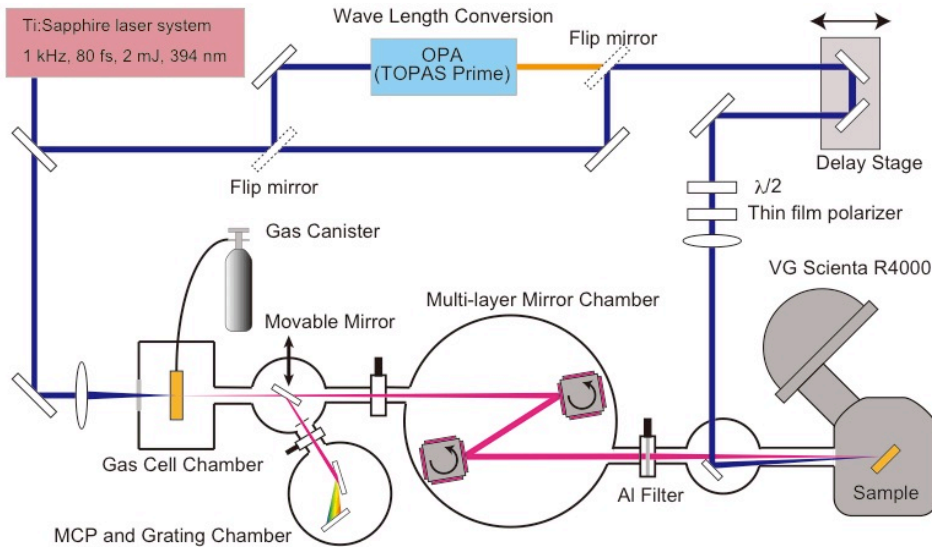 Ti:Sapphire laser system
1 kHz, 80 fs, 2 mJ, 394 nm
Wave Length Conversion
OPA
(TOPAS Prime)
Flip mirror
Flip mirror
Delay Stage
λ/2
Thin film polarizer
Gas Canister
VG Scienta R4000
Multi-layer Mirror Chamber
Movable Mirror
Gas Cell Chamber
Al Filter
Sample
MCP and Grating Chamber